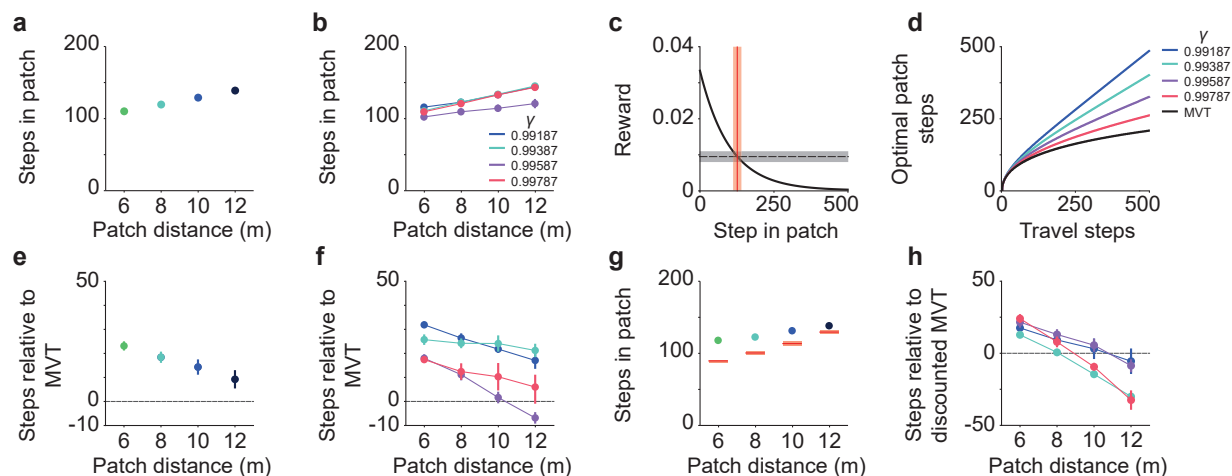 a
Steps in patch
200
100
0
6 8 10 12
Patch distance (m)
b
Steps in patch
200
100
0
γ
0.99187
0.99387
0.99587
0.99787
6 8 10 12
Patch distance (m)
c
Reward
0.04
0.02
0
0 250 500
Step in patch
d
Optimal patch
steps
500
250
0
0 250 500
Travel steps
γ
0.99187
0.99387
0.99587
0.99787
MVT
e
Steps relative to
MVT
50
0
-10
6 8 10 12
Patch distance (m)
f
Steps relative to
MVT
50
0
-10
6 8 10 12
Patch distance (m)
g
Steps in patch
200
100
0
6 8 10 12
Patch distance (m)
h
Steps relative to
discounted MVT
50
0
-50
6 8 10 12
Patch distance (m)